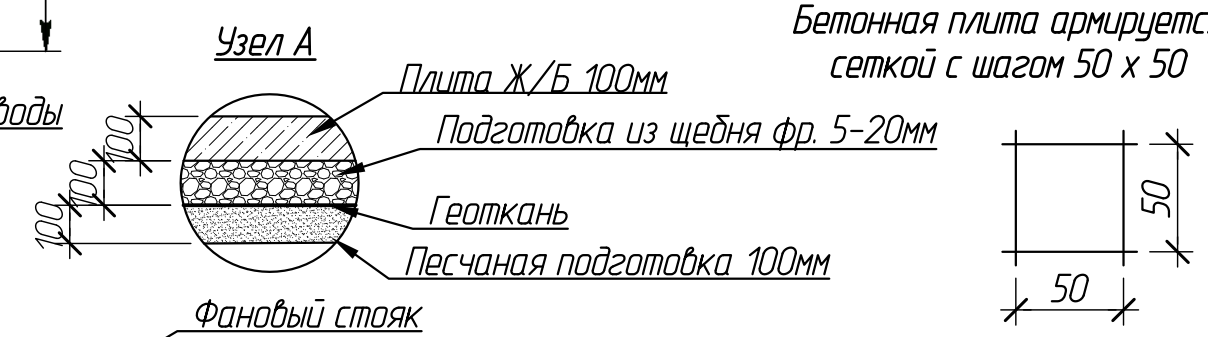 Узел А
Бетонная плита армируетс
сеткой с шагом 50 х 50
Плита Ж/Б 100мм
воды
Подготовка из щебня фр. 5-20мм
100
100
100
Геоткань
Песчаная подготовка 100мм
50
50
Фановый стояк